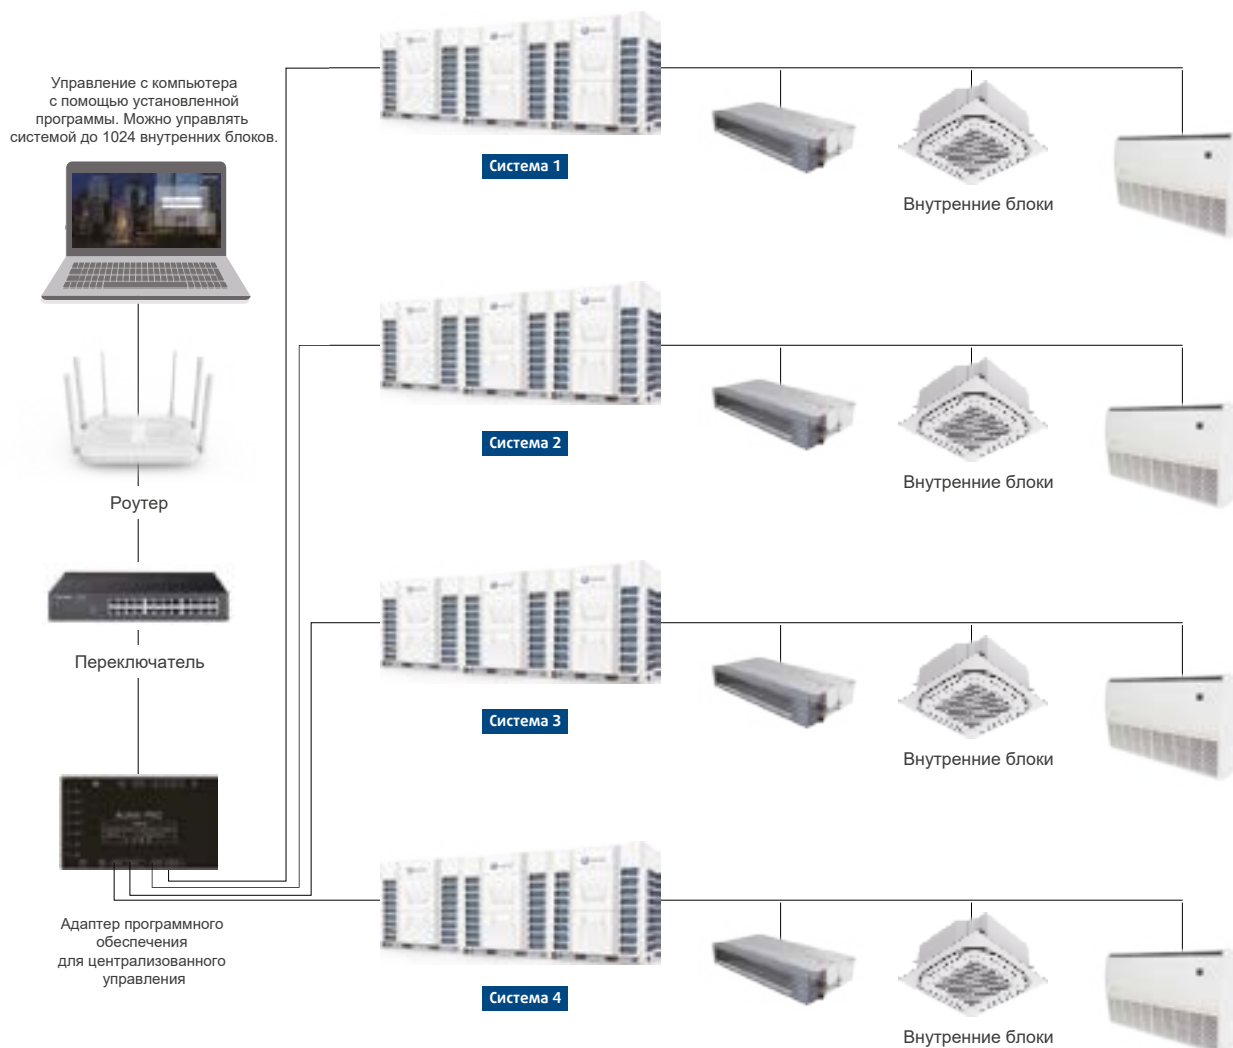 Управление с компьютера
с помощью установленной
программы. Можно управлять
системой до 1024 внутренних блоков.
Роутер
Переключатель
Адаптер программного
обеспечения
для централизованного
управления
Система 1
Внутренние блоки
Система 2
Внутренние блоки
Система 3
Внутренние блоки
Система 4
Внутренние блоки